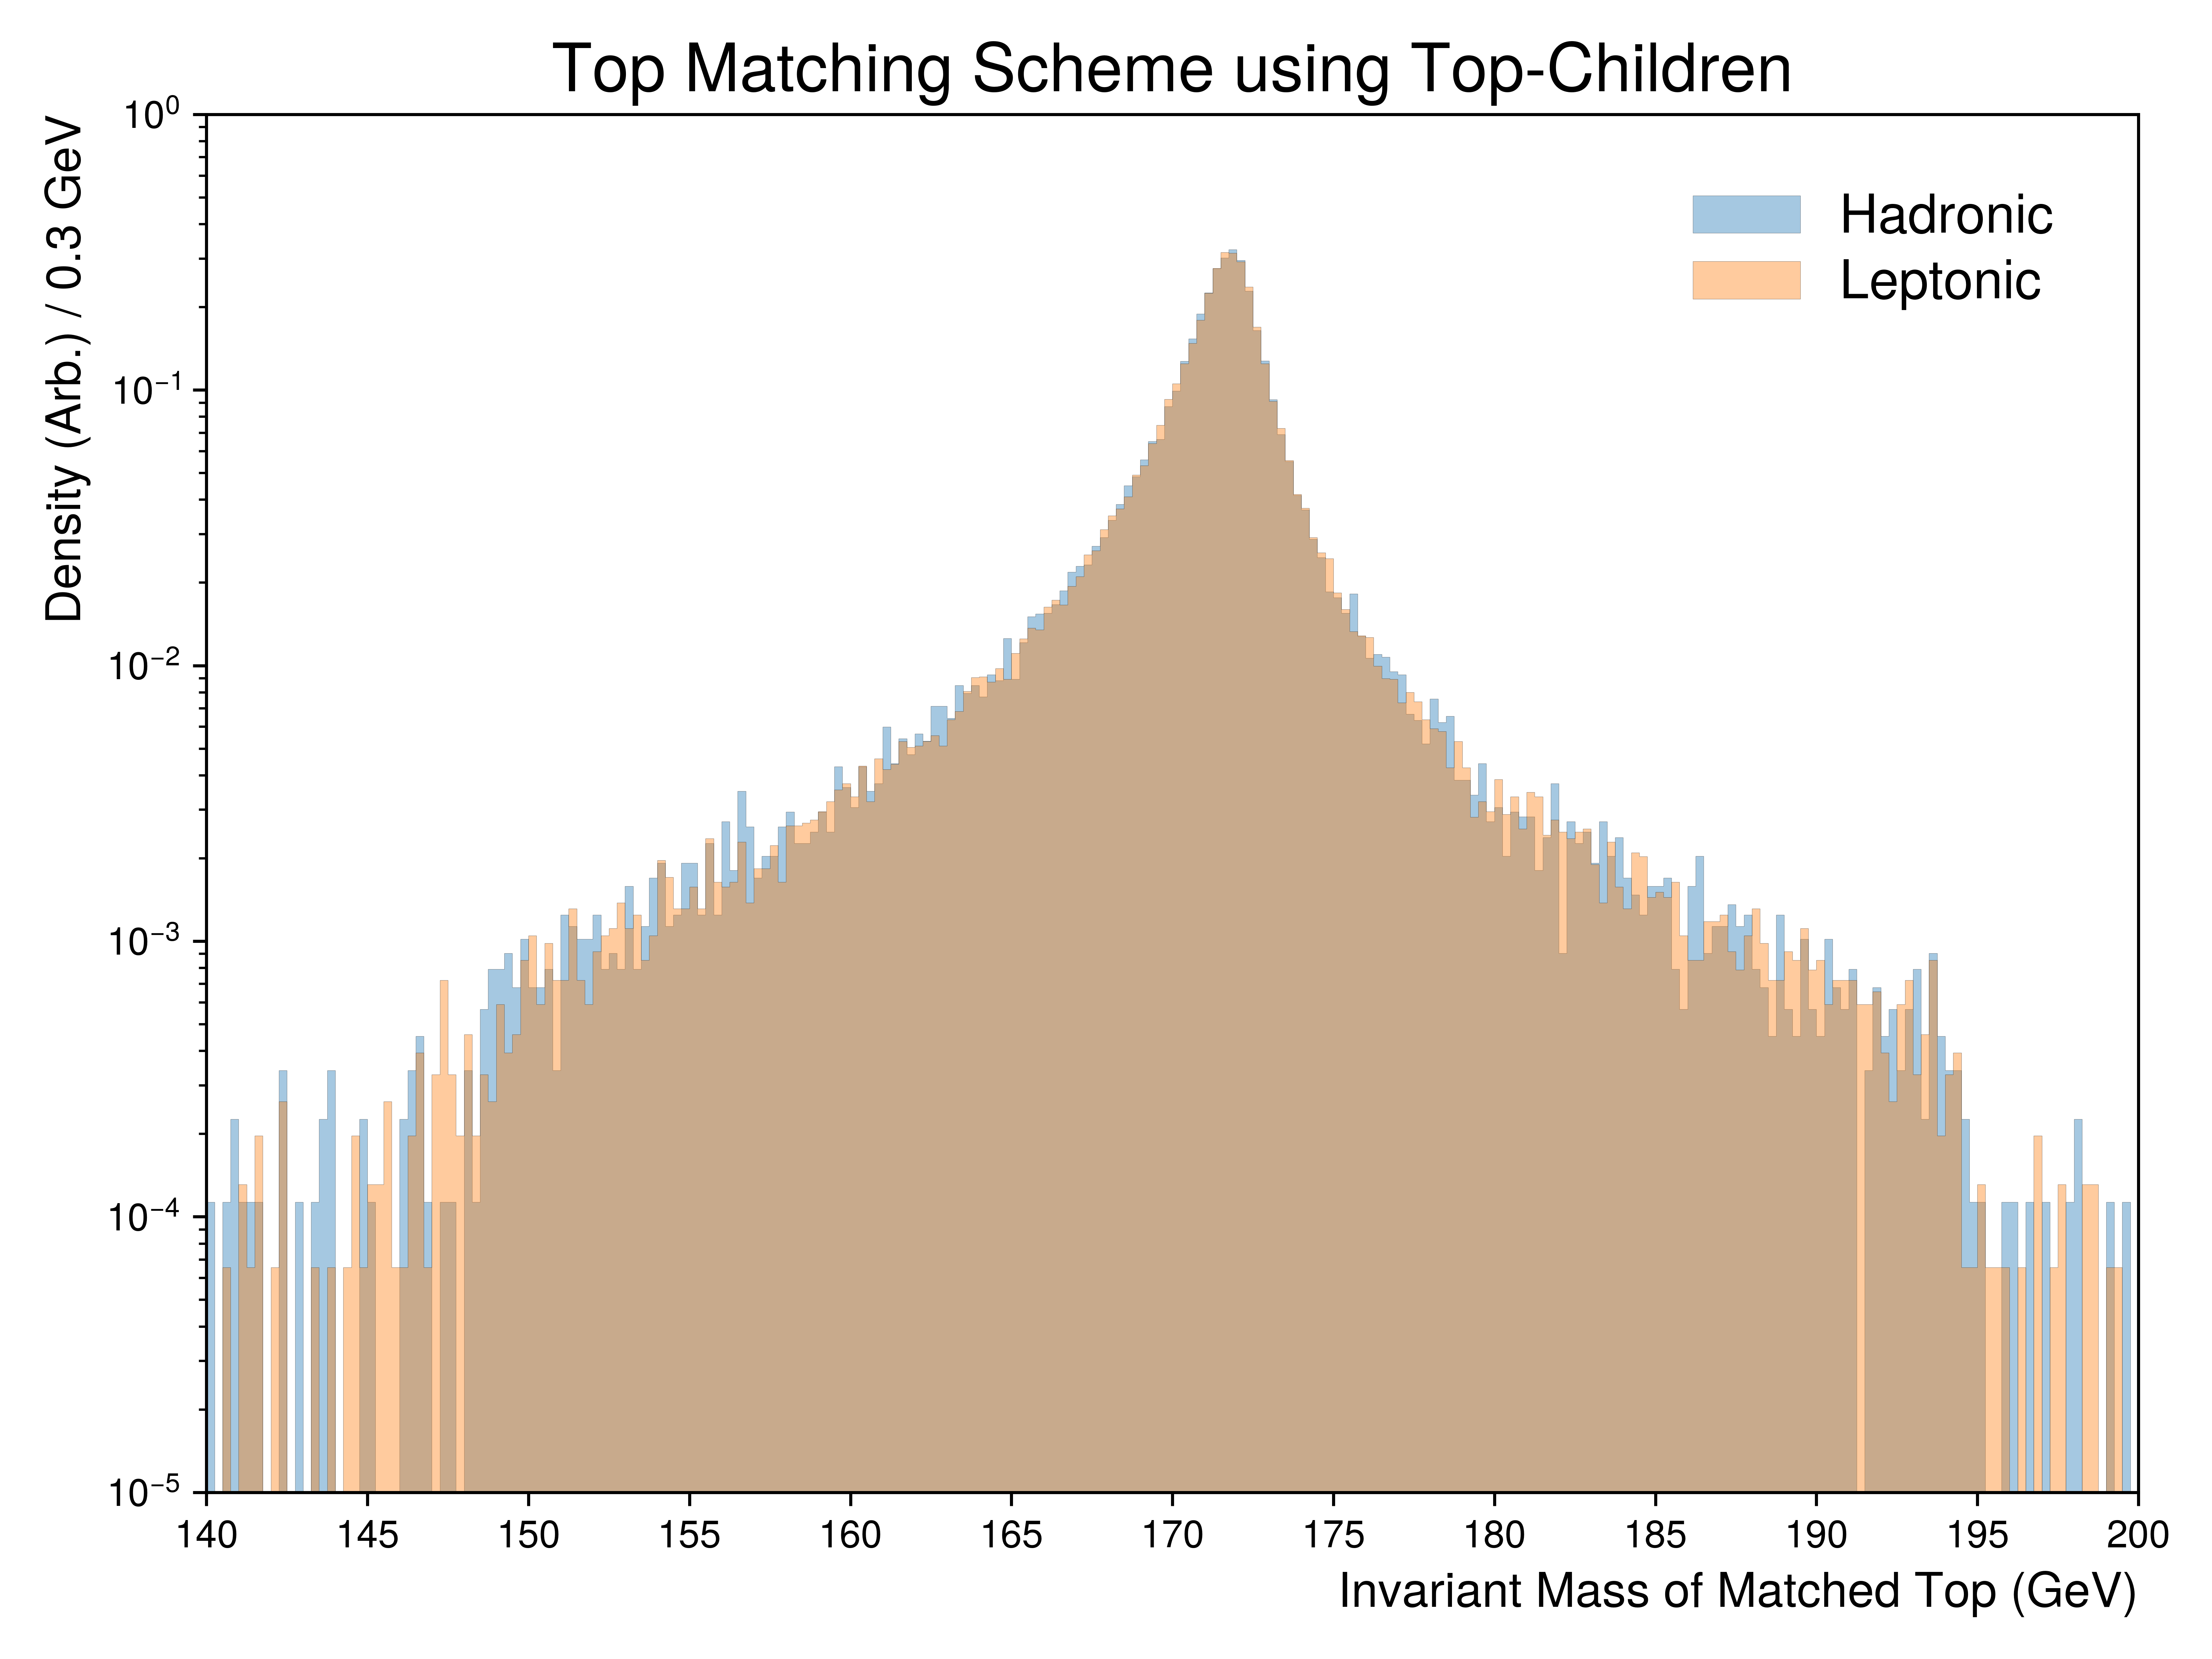 Top Matching Scheme using Top-Children
Density (Arb.) / 0.3 GeV
10⁰
10⁻¹
10⁻²
10⁻³
10⁻⁴
10⁻⁵
Hadronic
Leptonic
140 145 150 155 160 165 170 175 180 185 190 195 200
Invariant Mass of Matched Top (GeV)